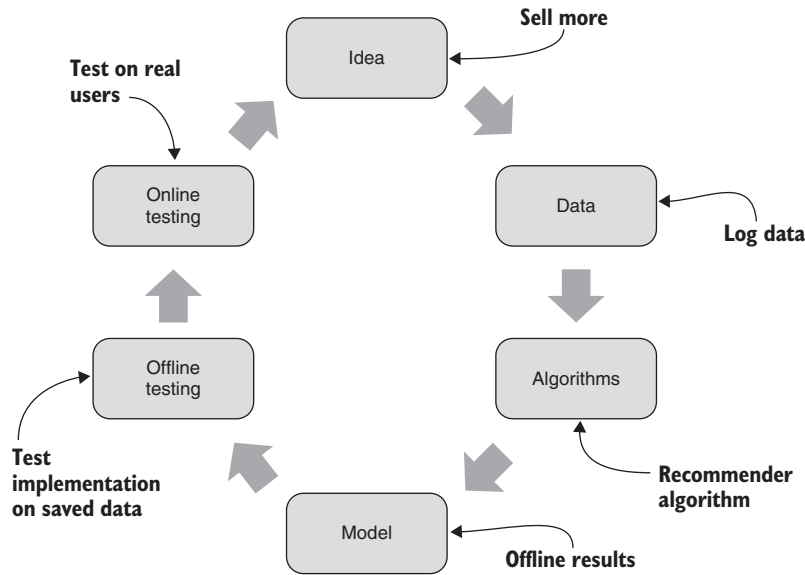 Sell more
Idea
Test on real
users
Online
testing
Data
Log data
Offline
testing
Algorithms
Test
implementation
on saved data
Recommender
algorithm
Model
Offline results